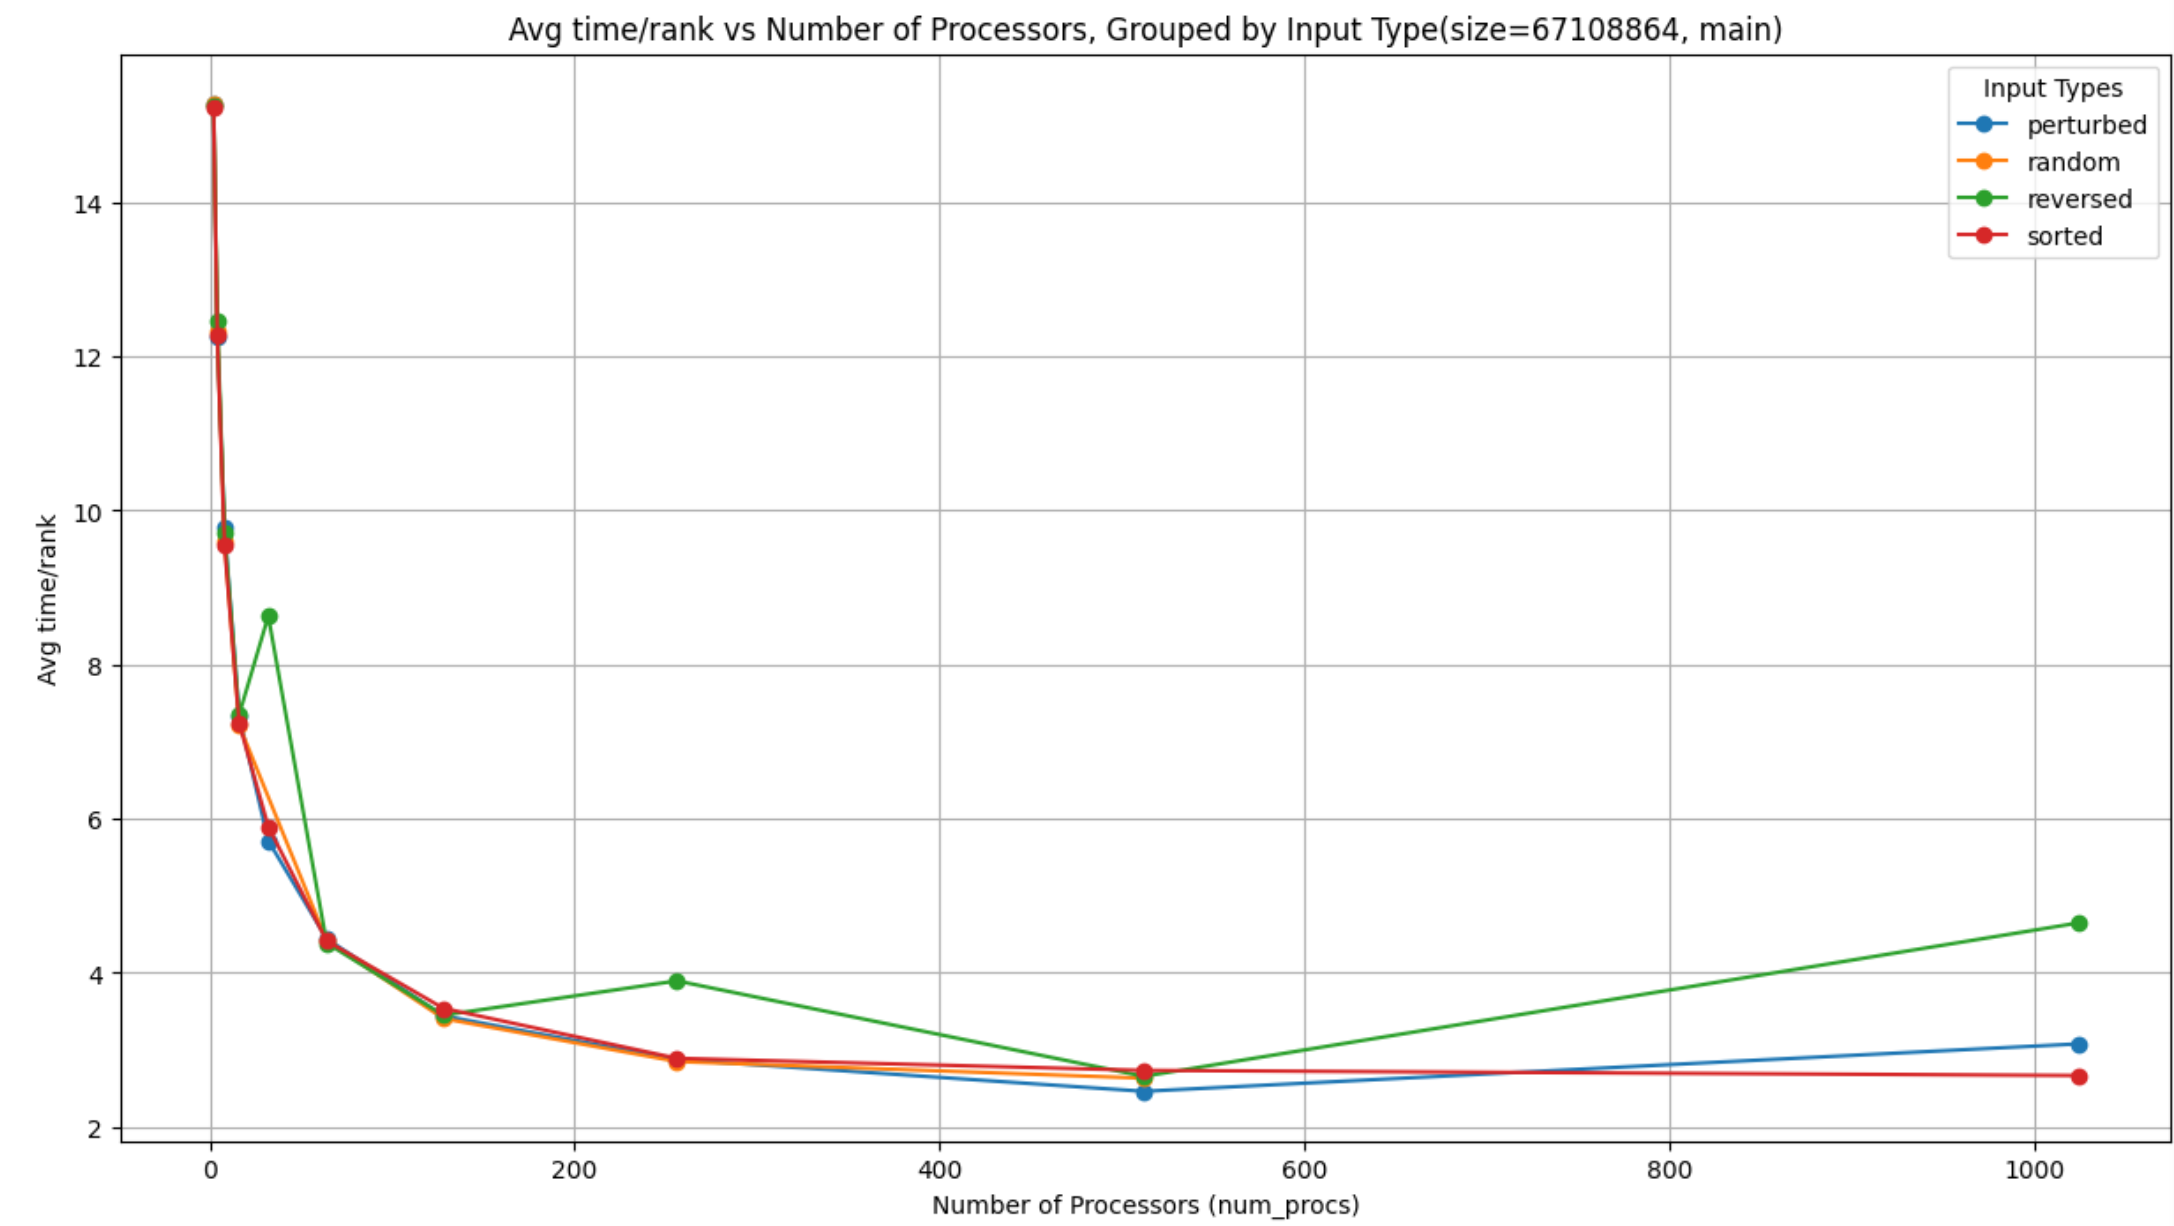 Avg time/rank vs Number of Processors, Grouped by Input Type(size=67108864, main)
Input Types
perturbed
random
reversed
sorted
Avg time/rank
14
12
10
8
6
4
2
0
200
400
600
800
1000
Number of Processors (num_procs)